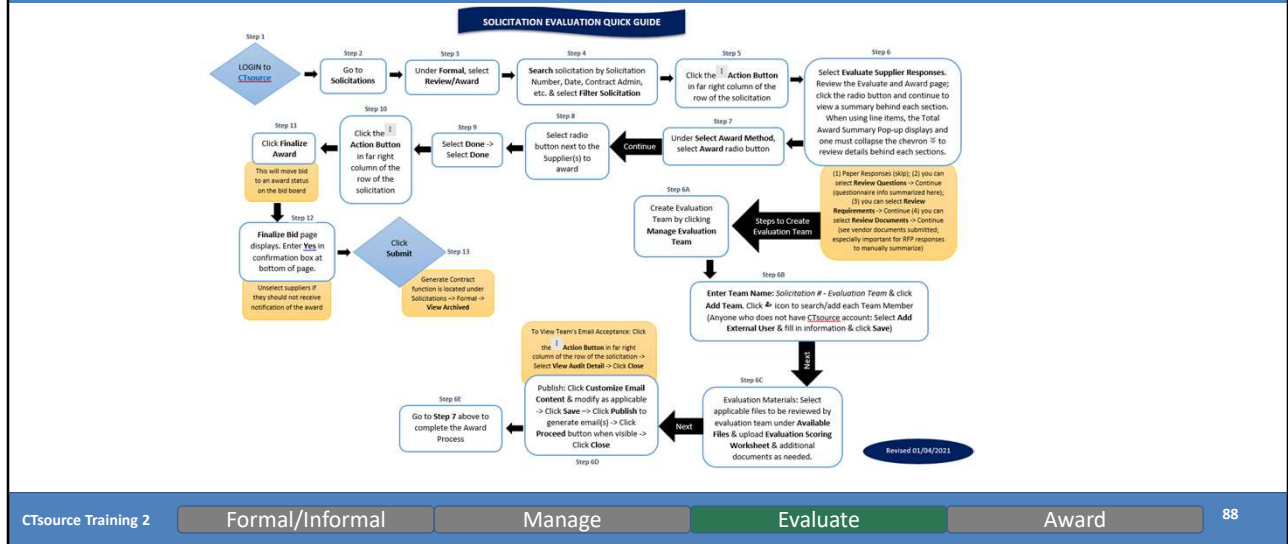 SOLICITATION EVALUATION QUICK GUIDE
Step 1
LOGIN to
CTsource
Step 2
Go to
Solicitations
Step 3
Under Formal, select
Review/Award
Step 4
Search solicitation by Solicitation
Number, Date, Contract Admin,
etc. & select Filter Solicitation
Step 5
Click the Action Button
in far right column of the
row of the solicitation
Step 6
Select Evaluate Supplier Responses.
Review the Evaluate and Award page;
click the radio button and continue to
view a summary behind each section.
When using line items, the Total
Award Summary Pop-up displays and
one must collapse the chevron to
review details behind each sections.
(1) Paper Responses (skip); (2) you can
select Review Questions -> Continue
(questionnaire info summarized here);
(3) you can select Review
Requirements -> Continue (4) you can
select Review Documents -> Continue
(see vendor documents submitted;
especially important for RFP responses
to manually summarize)
Step 7
Under Select Award Method,
select Award radio button
Continue
Step 8
Select radio
button next to the
Supplier(s) to
award
Step 9
Select Done ->
Select Done
Step 10
Click the
Action Button
in far right
column of the
row of the
solicitation
Step 11
Click Finalize
Award
This will move bid
to an award status
on the bid board
Step 12
Finalize Bid page
displays. Enter Yes in
confirmation box at
bottom of page.
Unselect suppliers if
they should not receive
notification of the award
Click
Submit
Step 13
Generate Contract
function is located under
Solicitations –> Formal ->
View Archived
Steps to Create
Evaluation Team
Step 6A
Create Evaluation
Team by clicking
Manage Evaluation
Team
Step 6B
Enter Team Name: Solicitation # - Evaluation Team & click
Add Team. Click icon to search/add each Team Member
(Anyone who does not have CTsource account: Select Add
External User & fill in information & click Save)
Next
Step 6C
Evaluation Materials: Select
applicable files to be reviewed by
evaluation team under Available
Files & upload Evaluation Scoring
Worksheet & additional
documents as needed.
Next
To View Team's Email Acceptance: Click
the Action Button in far right
column of the row of the solicitation ->
Select View Audit Detail -> Click Close
Publish: Click Customize Email
Content & modify as applicable
-> Click Save –> Click Publish to
generate email(s) -> Click
Proceed button when visible ->
Click Close
Step 6D
Step 6E
Go to Step 7 above to
complete the Award
Process
Revised 01/04/2021
CTsource Training 2
Formal/Informal
Manage
Evaluate
Award
88